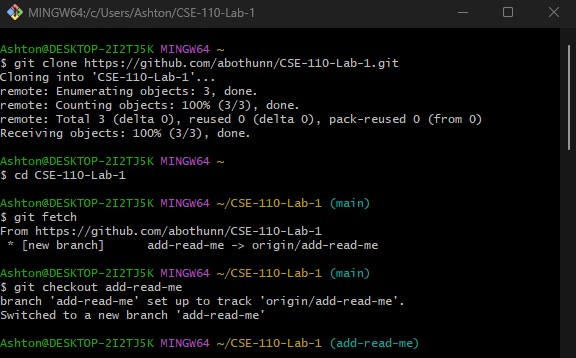 MINGW64:/c/Users/Ashton/CSE-110-Lab-1
Ashton@DESKTOP-2I2TJ5K MINGW64 ~
$ git clone https://github.com/abothunn/CSE-110-Lab-1.git
Cloning into 'CSE-110-Lab-1'...
remote: Enumerating objects: 3, done.
remote: Counting objects: 100% (3/3), done.
remote: Total 3 (delta 0), reused 0 (delta 0), pack-reused 0 (from 0)
Receiving objects: 100% (3/3), done.
Ashton@DESKTOP-2I2TJ5K MINGW64 ~
$ cd CSE-110-Lab-1
Ashton@DESKTOP-2I2TJ5K MINGW64 ~/CSE-110-Lab-1 (main)
$ git fetch
From https://github.com/abothunn/CSE-110-Lab-1
 * [new branch]      add-read-me -> origin/add-read-me
Ashton@DESKTOP-2I2TJ5K MINGW64 ~/CSE-110-Lab-1 (main)
$ git checkout add-read-me
branch 'add-read-me' set up to track 'origin/add-read-me'.
Switched to a new branch 'add-read-me'
Ashton@DESKTOP-2I2TJ5K MINGW64 ~/CSE-110-Lab-1 (add-read-me)